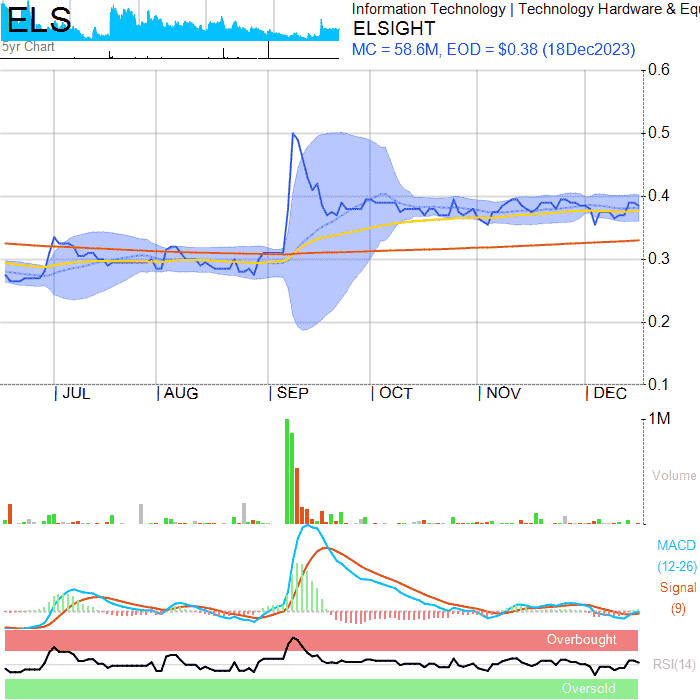 ELS
5yr Chart
Information Technology | Technology Hardware & Eq
ELSIGHT
MC = 58.6M, EOD = $0.38 (18Dec2023)
0.6
0.5
0.4
0.3
0.2
0.1
| JUL | AUG | SEP | OCT | NOV | DEC
1M
Volume
MACD
(12-26)
Signal
(9)
Overbought
RSI(14)
Oversold